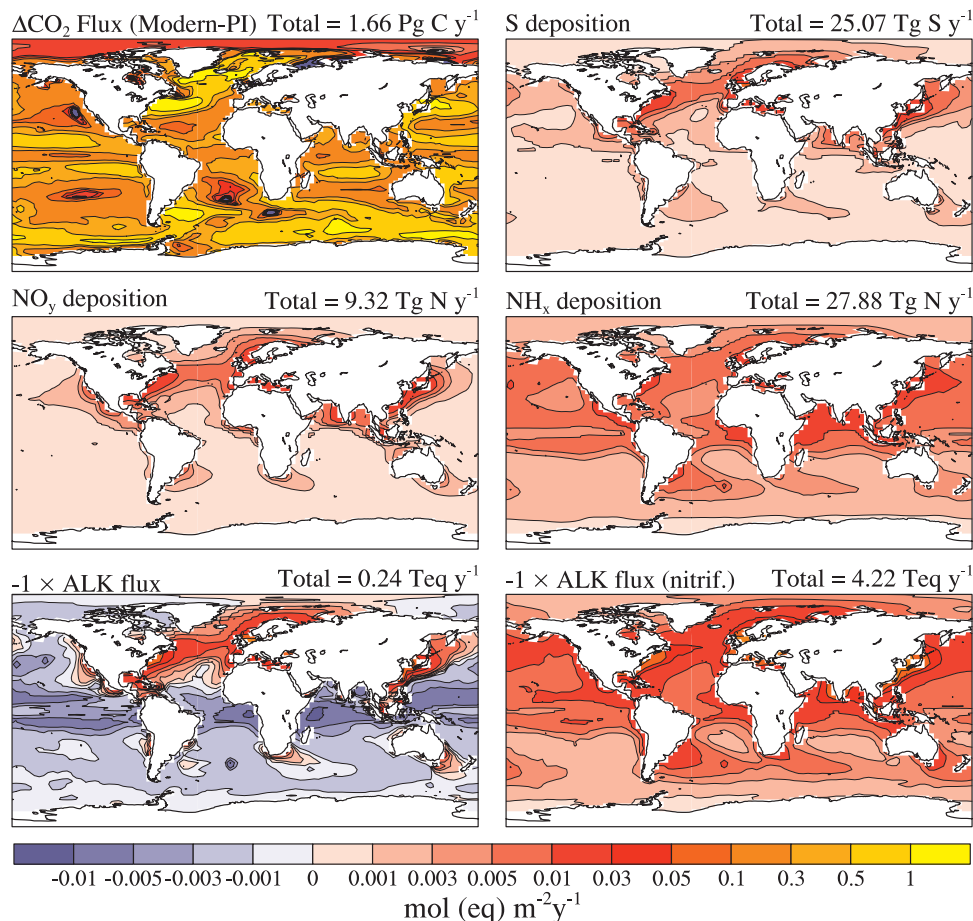 ΔCO₂ Flux (Modern-PI) Total = 1.66 Pg C y⁻¹
S deposition Total = 25.07 Tg S y⁻¹
NOᵧ deposition Total = 9.32 Tg N y⁻¹
NHₓ deposition Total = 27.88 Tg N y⁻¹
-1 × ALK flux Total = 0.24 Teq y⁻¹
-1 × ALK flux (nitrif.) Total = 4.22 Teq y⁻¹
-0.01 -0.005 -0.003 -0.001 0 0.001 0.003 0.005 0.01 0.03 0.05 0.1 0.3 0.5 1
mol (eq) m⁻²y⁻¹